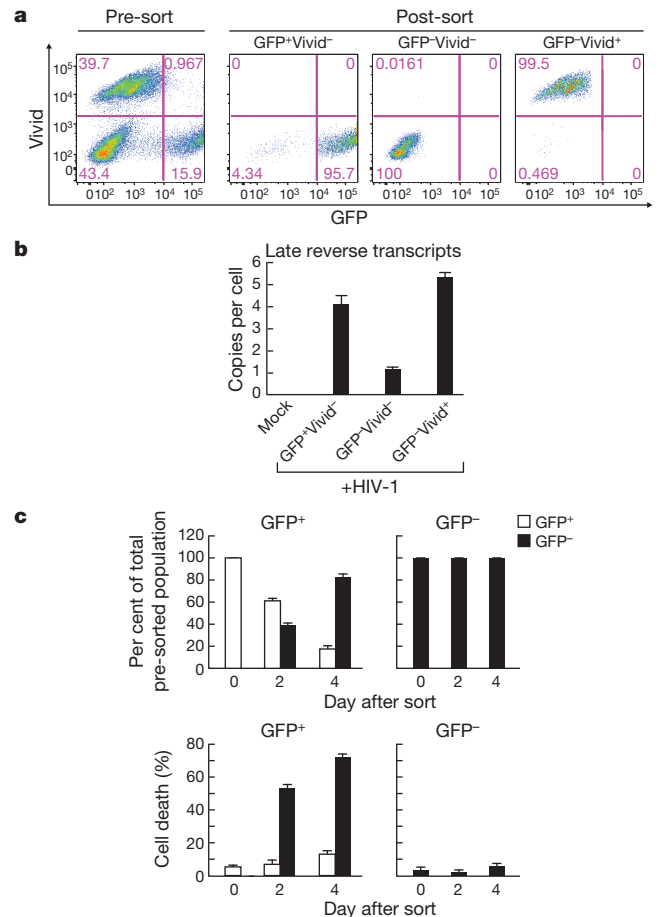 a
Pre-sort Post-sort
GFP⁺Vivid⁻ GFP⁻Vivid⁻ GFP⁻Vivid⁺
39.7 0.967 0 0 0.0161 0 99.5 0
10⁵
10⁴
10³
10²
0
Vivid
43.4 15.9 4.34 95.7 100 0 0.469 0
0 10² 10³ 10⁴ 10⁵ 0 10² 10³ 10⁴ 10⁵ 0 10² 10³ 10⁴ 10⁵ 0 10² 10³ 10⁴ 10⁵
GFP
b
Late reverse transcripts
Copies per cell
6
5
4
3
2
1
0
Mock GFP⁺Vivid⁻ GFP⁻Vivid⁻ GFP⁻Vivid⁺
+HIV-1
c
GFP⁺ GFP⁻
GFP⁺
GFP⁻
Per cent of total
pre-sorted population
120
100
80
60
40
20
0
0 2 4 0 2 4
Day after sort
GFP⁺ GFP⁻
Cell death (%)
80
60
40
20
0
0 2 4 0 2 4
Day after sort